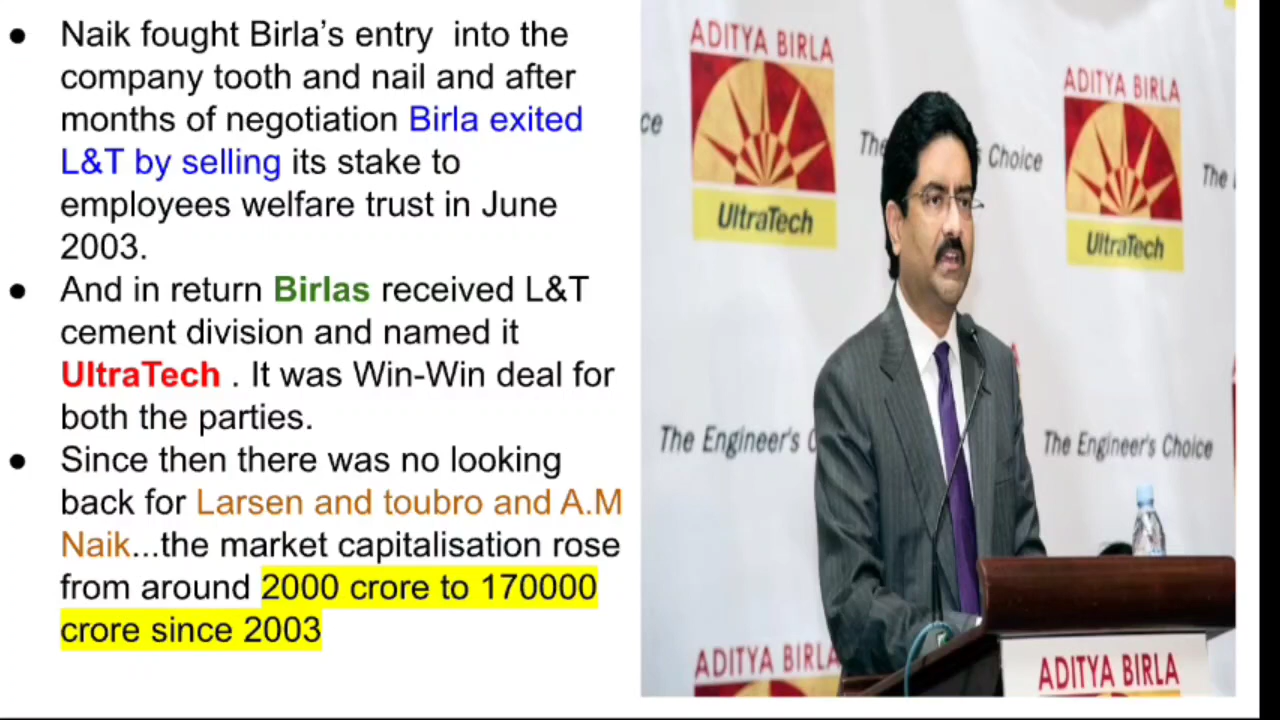 ● Naik fought Birla's entry into the
company tooth and nail and after
months of negotiation Birla exited
L&T by selling its stake to
employees welfare trust in June
2003.
● And in return Birlas received L&T
cement division and named it
UltraTech . It was Win-Win deal for
both the parties.
● Since then there was no looking
back for Larsen and toubro and A.M
Naik...the market capitalisation rose
from around 2000 crore to 170000
crore since 2003
ADITYA BIRLA
UltraTech
ADITYA BIRLA
UltraTech
ce
The
s Choice
The
The Engineer's C
The Engineer's Choice
ADITYA BIRLA
ADITYA BIRLA